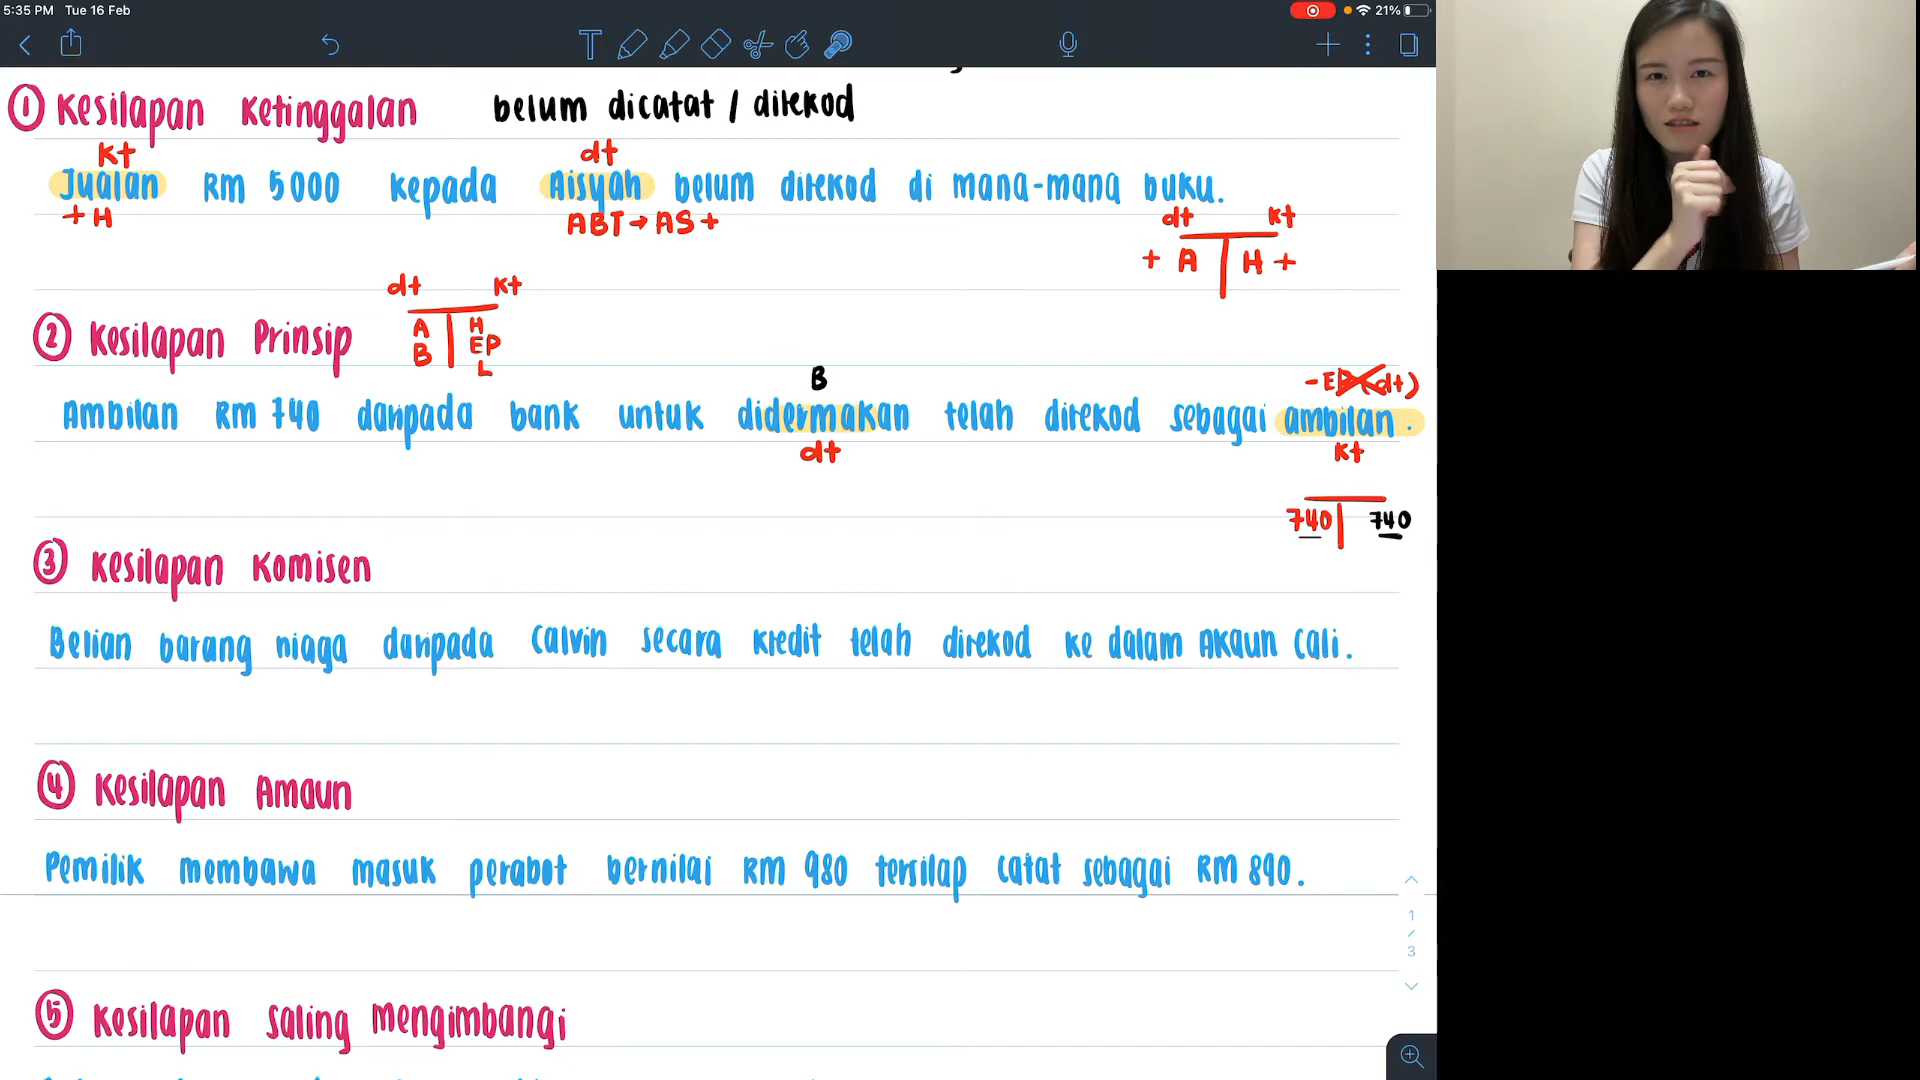 5:35 PM Tue 16 Feb
21%
① Kesilapan Ketinggalan belum dicatat / direkod
kt dt
Jualan RM 5000 kepada Aisyah belum direkod di mana-mana buku.
+ H ABT → AS +
dt kt
+ A H +
dt kt
② Kesilapan Prinsip
A H
B EP
L
B
Ambilan RM 740 daripada bank untuk didermakan telah direkod sebagai ambilan.
dt kt
740 740
③ Kesilapan Komisen
Belian barang niaga daripada Calvin secara kredit telah direkod ke dalam Akaun Cali.
④ Kesilapan Amaun
Pemilik membawa masuk perabot bernilai RM 980 tersilap catat sebagai RM 890.
1
/
3
⑤ Kesilapan Saling Mengimbangi